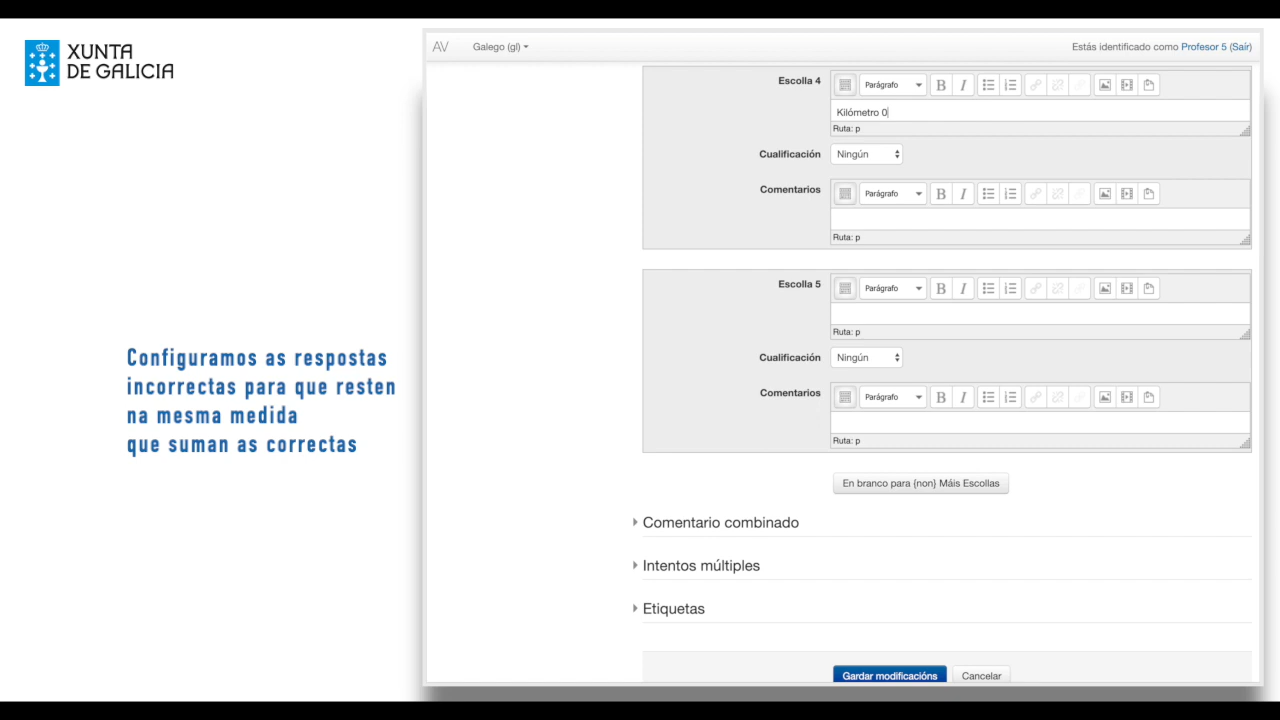 XUNTA
DE GALICIA
AV
Galego (gl)
Estás identificado como Profesor 5 (Saír)
Escolla 4
Parágrafo
B I
Kilómetro 0
Ruta: p
Cualificación
Ningún
Comentarios
Parágrafo
B I
Ruta: p
Escolla 5
Parágrafo
B I
Ruta: p
Cualificación
Ningún
Comentarios
Parágrafo
B I
Ruta: p
En branco para {non} Máis Escollas
Comentario combinado
Intentos múltiples
Etiquetas
Gardar modificacións
Cancelar
Configuramos as respostas
incorrectas para que resten
na mesma medida
que suman as correctas